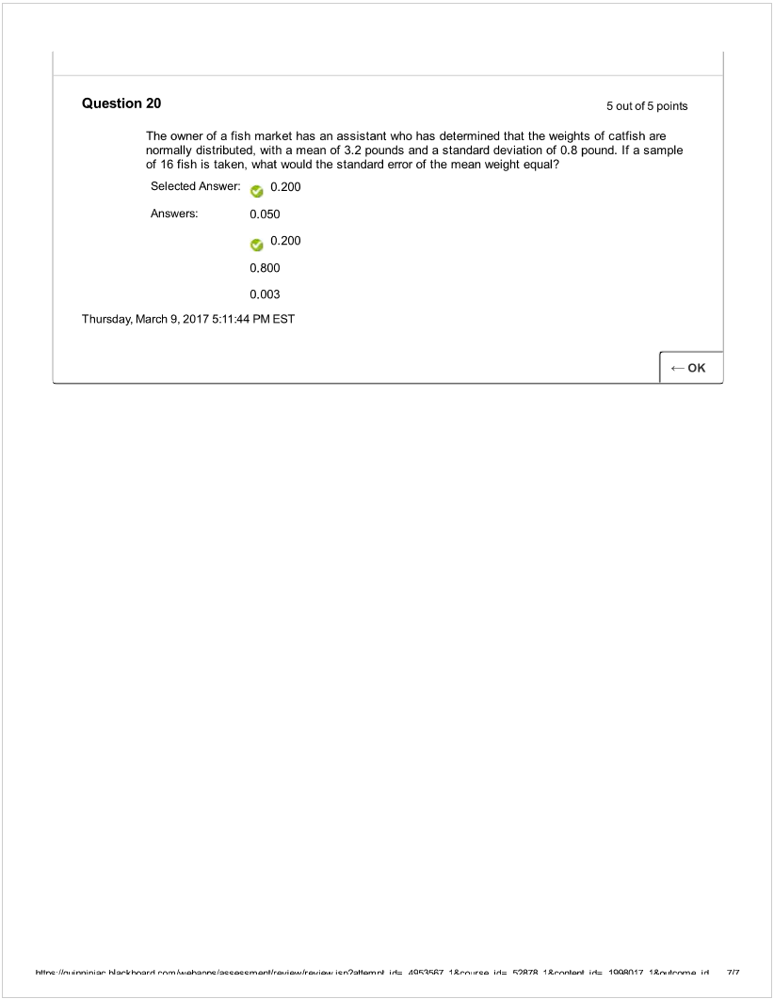 Question 20
5 out of 5 points
The owner of a fish market has an assistant who has determined that the weights of catfish are
normally distributed, with a mean of 3.2 pounds and a standard deviation of 0.8 pound. If a sample
of 16 fish is taken, what would the standard error of the mean weight equal?
Selected Answer: 0.200
Answers: 0.050
0.200
0.800
0.003
Thursday, March 9, 2017 5:11:44 PM EST
← OK
https://quinnipiac.blackboard.com/webapps/assessment/review/review.jsp?attempt_id=_4953567_1&course_id=_52878_1&content_id=_1998017_1&outcome_id… 7/7